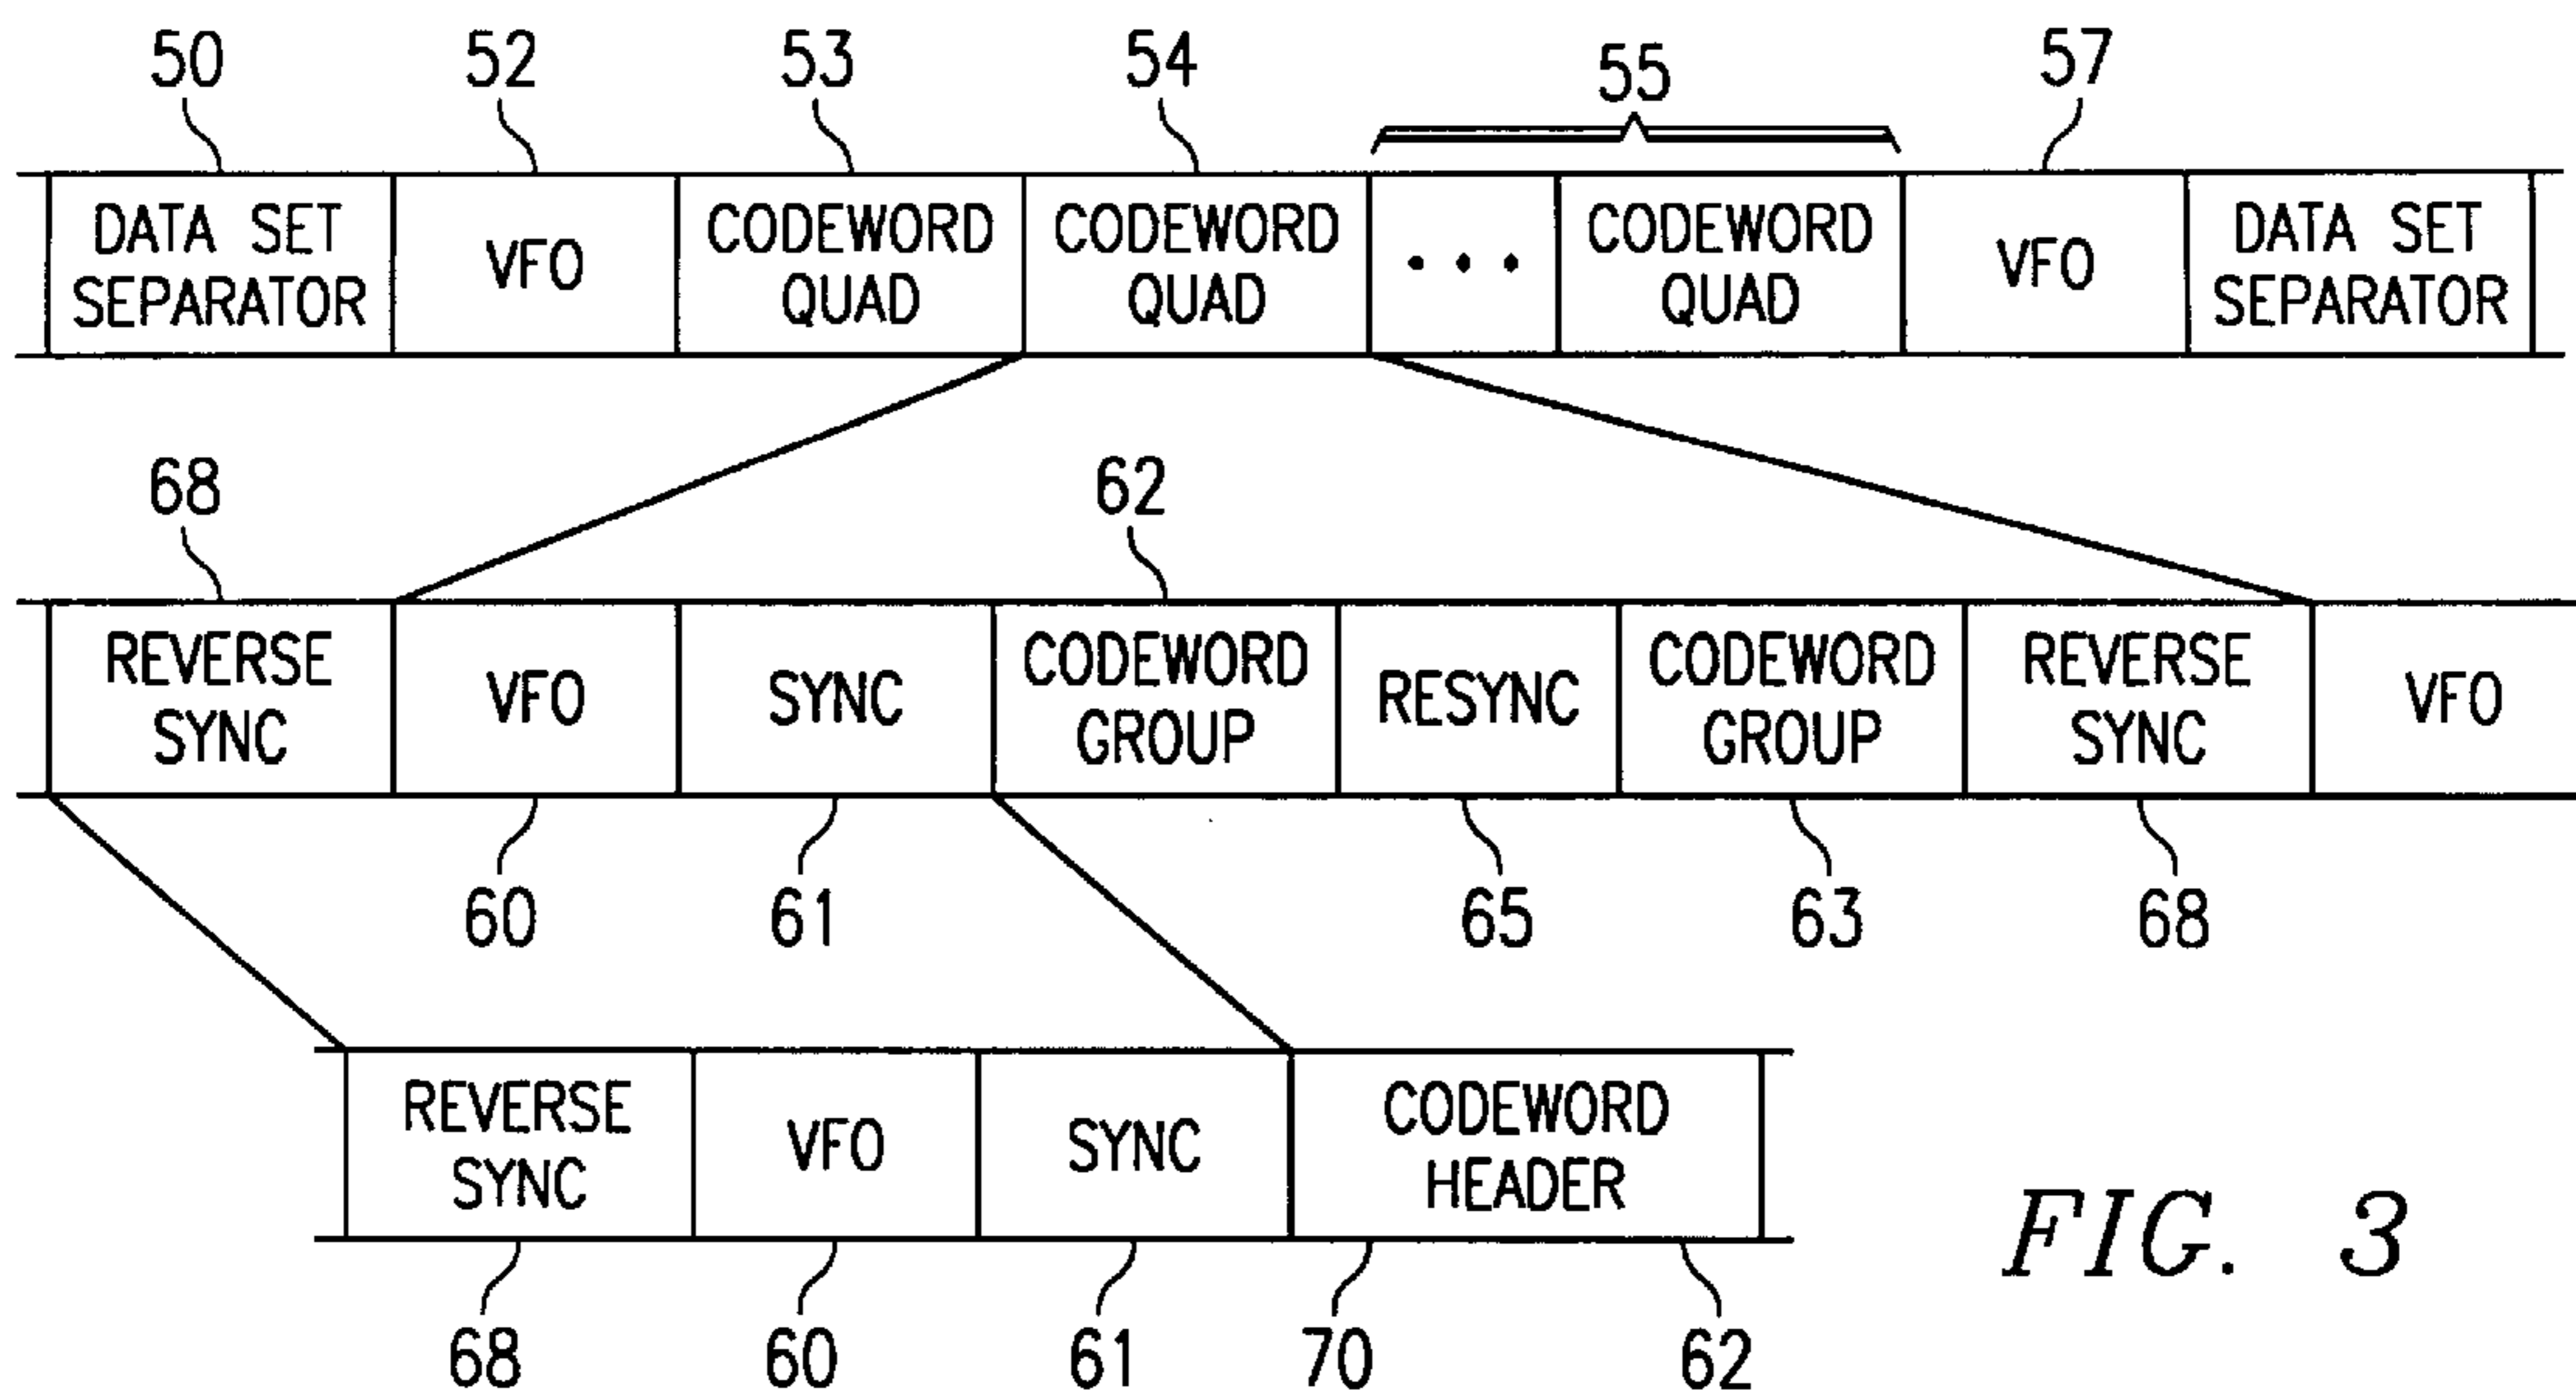 50 52 53 54 55 57
DATA SET SEPARATOR VFO CODEWORD QUAD CODEWORD QUAD • • • CODEWORD QUAD VFO DATA SET SEPARATOR
68 62
REVERSE SYNC VFO SYNC CODEWORD GROUP RESYNC CODEWORD GROUP REVERSE SYNC VFO
60 61 65 63 68
REVERSE SYNC VFO SYNC CODEWORD HEADER
68 60 61 70 62
FIG. 3